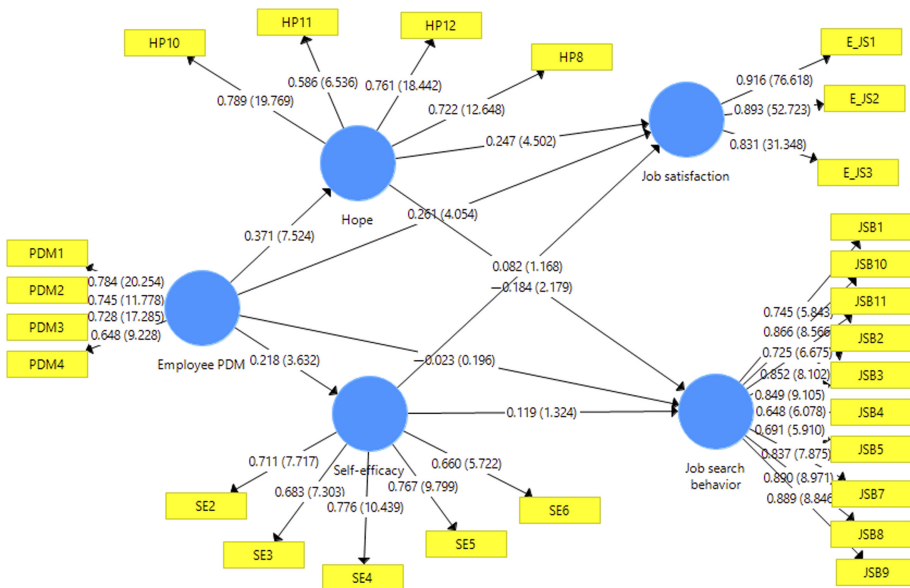 HP11
HP12
HP10
HP8
E_JS1
E_JS2
E_JS3
0.789 (19.769)
0.586 (6.536)
0.761 (18.442)
0.722 (12.648)
0.916 (76.618)
0.893 (52.723)
0.831 (31.348)
0.247 (4.502)
Hope
Job satisfaction
0.371 (7.524)
0.261 (4.054)
0.082 (1.168)
−0.184 (2.179)
PDM1
PDM2
PDM3
PDM4
0.784 (20.254)
0.745 (11.778)
0.728 (17.285)
0.648 (9.228)
Employee PDM
0.218 (3.632)
−0.023 (0.196)
0.119 (1.324)
Self-efficacy
Job search
behavior
JSB1
JSB10
JSB11
JSB2
JSB3
JSB4
JSB5
JSB7
JSB8
JSB9
0.745 (5.843)
0.866 (8.566)
0.725 (6.675)
0.852 (8.102)
0.849 (9.105)
0.648 (6.078)
0.691 (5.910)
0.837 (7.875)
0.890 (8.971)
0.889 (8.846)
0.711 (7.717)
0.683 (7.303)
0.776 (10.439)
0.767 (9.799)
0.660 (5.722)
SE2
SE3
SE4
SE5
SE6